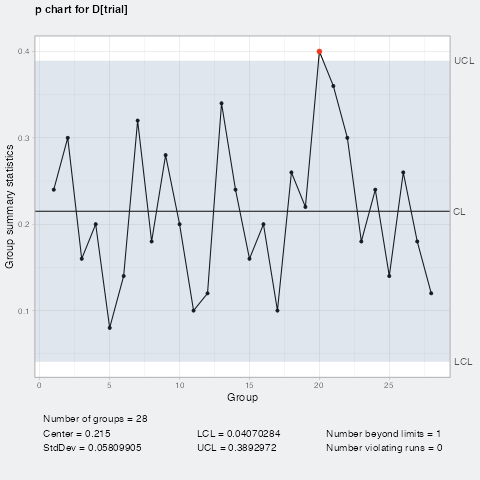 p chart for D[trial]
UCL
CL
LCL
0.4
0.3
0.2
0.1
Group summary statistics
0 5 10 15 20 25
Group
Number of groups = 28
Center = 0.215 LCL = 0.04070284 Number beyond limits = 1
StdDev = 0.05809905 UCL = 0.3892972 Number violating runs = 0